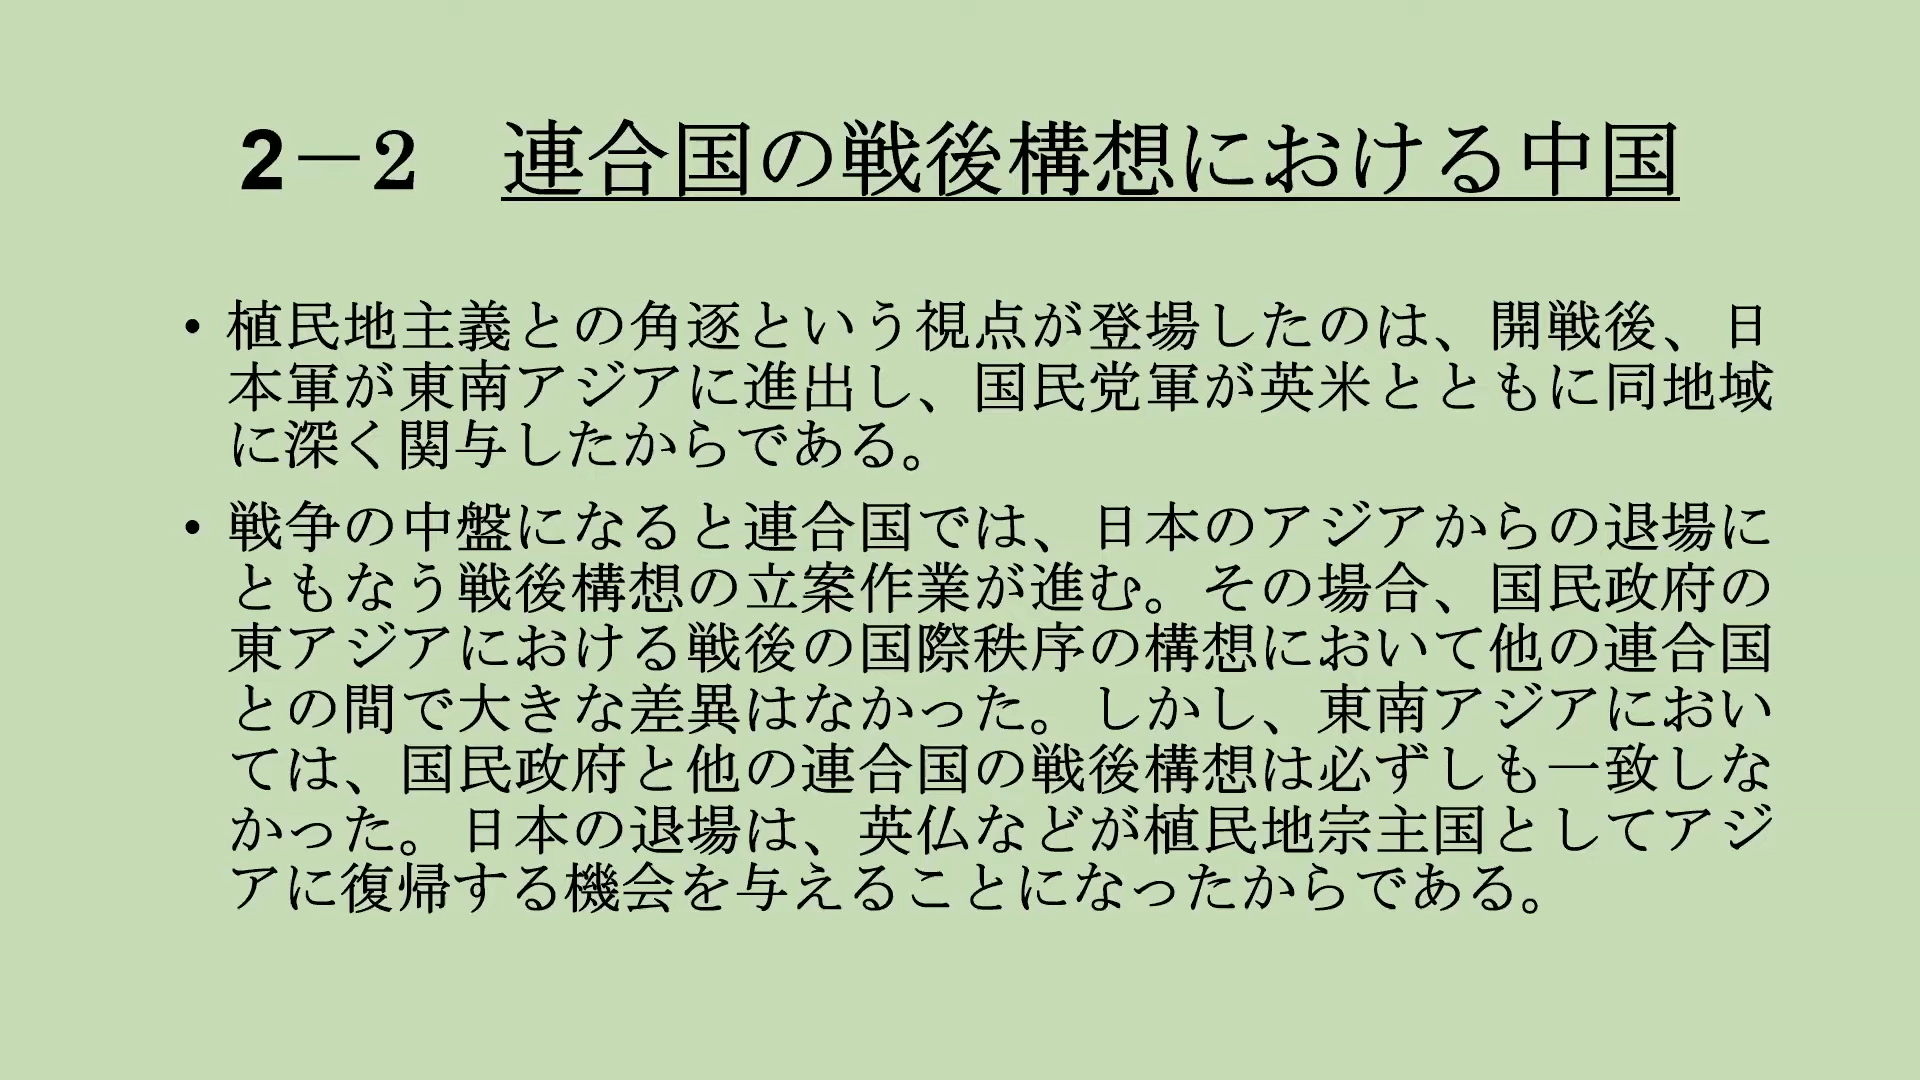 2－2　連合国の戦後構想における中国
• 植民地主義との角逐という視点が登場したのは、開戦後、日
本軍が東南アジアに進出し、国民党軍が英米とともに同地域
に深く関与したからである。
• 戦争の中盤になると連合国では、日本のアジアからの退場に
ともなう戦後構想の立案作業が進む。その場合、国民政府の
東アジアにおける戦後の国際秩序の構想において他の連合国
との間で大きな差異はなかった。しかし、東南アジアにおい
ては、国民政府と他の連合国の戦後構想は必ずしも一致しな
かった。日本の退場は、英仏などが植民地宗主国としてアジ
アに復帰する機会を与えることになったからである。